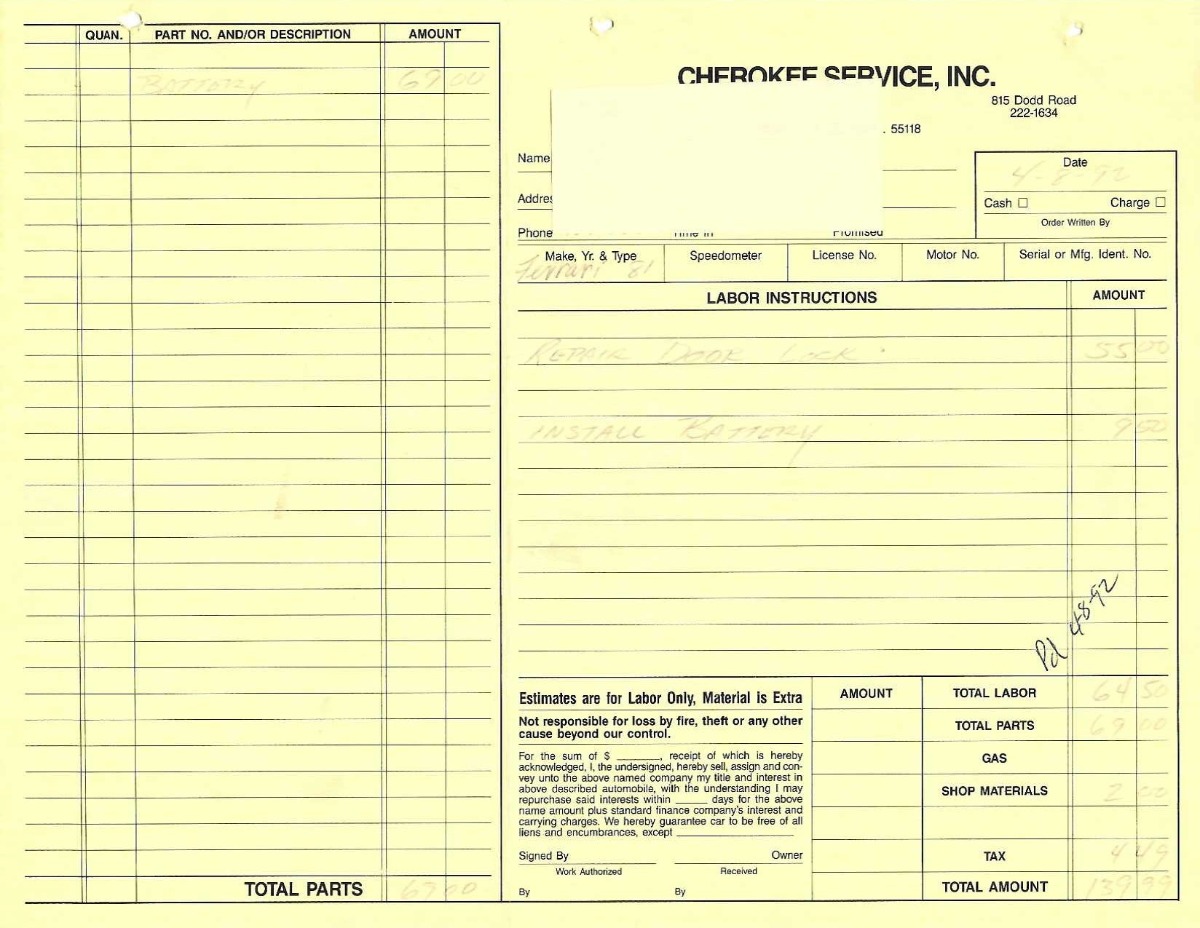 QUAN. PART NO. AND/OR DESCRIPTION AMOUNT
BATTERY 69 00
TOTAL PARTS 69 00
CHEROKEE SERVICE, INC.
815 Dodd Road
222-1634
55118
Name
Addres
Phone Time In Promised
Date
4-8-92
Cash ☐ Charge ☐
Order Written By
Make, Yr. & Type Speedometer License No. Motor No. Serial or Mfg. Ident. No.
Ferrari 81
LABOR INSTRUCTIONS AMOUNT
REPAIR DOOR LOCK 55 00
INSTALL BATTERY 9 50
Pd 4-8-92
Estimates are for Labor Only, Material is Extra
Not responsible for loss by fire, theft or any other
cause beyond our control.
For the sum of $ ________, receipt of which is hereby
acknowledged, I, the undersigned, hereby sell, assign and con-
vey unto the above named company my title and interest in
above described automobile, with the understanding I may
repurchase said interests within ______ days for the above
name amount plus standard finance company's interest and
carrying charges. We hereby guarantee car to be free of all
liens and encumbrances, except ____________________
Signed By Owner
Work Authorized Received
By By
AMOUNT
TOTAL LABOR 64 50
TOTAL PARTS 69 00
GAS
SHOP MATERIALS 2 00
TAX 4 49
TOTAL AMOUNT 139 99